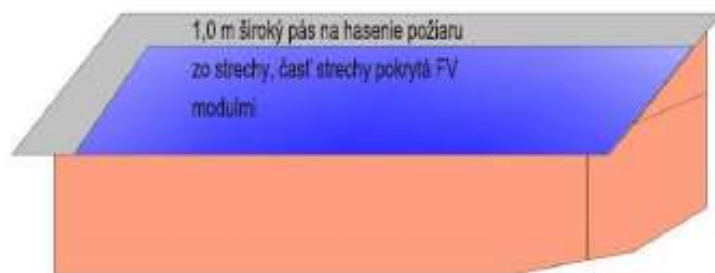 1,0 m široký pás na hasenie požiaru
zo strechy, časť strechy pokrytá FV
modulmi